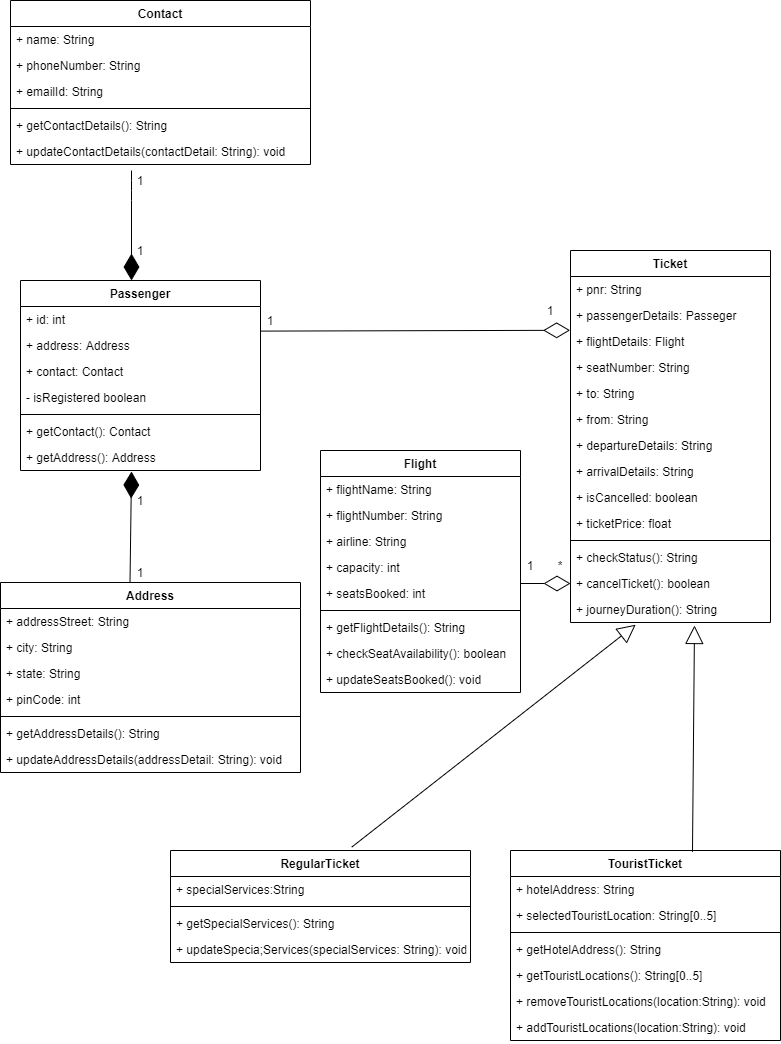 Contact
+ name: String
+ phoneNumber: String
+ emailId: String
+ getContactDetails(): String
+ updateContactDetails(contactDetail: String): void
1
1
Passenger
+ id: int
+ address: Address
+ contact: Contact
- isRegistered boolean
+ getContact(): Contact
+ getAddress(): Address
1
1
1
1
Address
+ addressStreet: String
+ city: String
+ state: String
+ pinCode: int
+ getAddressDetails(): String
+ updateAddressDetails(addressDetail: String): void
Flight
+ flightName: String
+ flightNumber: String
+ airline: String
+ capacity: int
+ seatsBooked: int
+ getFlightDetails(): String
+ checkSeatAvailability(): boolean
+ updateSeatsBooked(): void
1
*
Ticket
+ pnr: String
+ passengerDetails: Passeger
+ flightDetails: Flight
+ seatNumber: String
+ to: String
+ from: String
+ departureDetails: String
+ arrivalDetails: String
+ isCancelled: boolean
+ ticketPrice: float
+ checkStatus(): String
+ cancelTicket(): boolean
+ journeyDuration(): String
RegularTicket
+ specialServices:String
+ getSpecialServices(): String
+ updateSpecia;Services(specialServices: String): void
TouristTicket
+ hotelAddress: String
+ selectedTouristLocation: String[0..5]
+ getHotelAddress(): String
+ getTouristLocations(): String[0..5]
+ removeTouristLocations(location:String): void
+ addTouristLocations(location:String): void